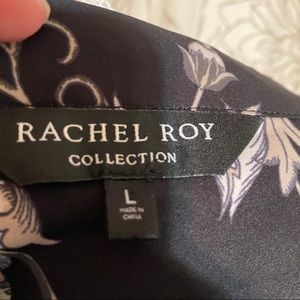 RACHEL ROY
COLLECTION
L
MADE IN
CHINA